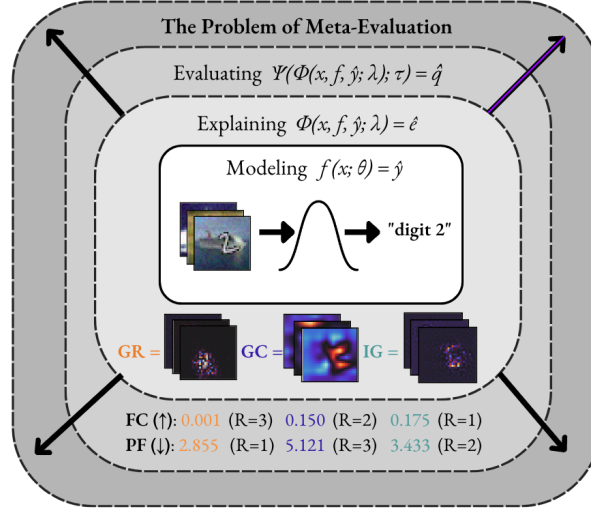 The Problem of Meta-Evaluation
Evaluating Ψ(Φ(x, f, ŷ; λ); τ) = q̂
Explaining Φ(x, f, ŷ; λ) = ê
Modeling f(x; θ) = ŷ
"digit 2"
GR = GC = IG =
FC (↑): 0.001 (R=3) 0.150 (R=2) 0.175 (R=1)
PF (↓): 2.855 (R=1) 5.121 (R=3) 3.433 (R=2)